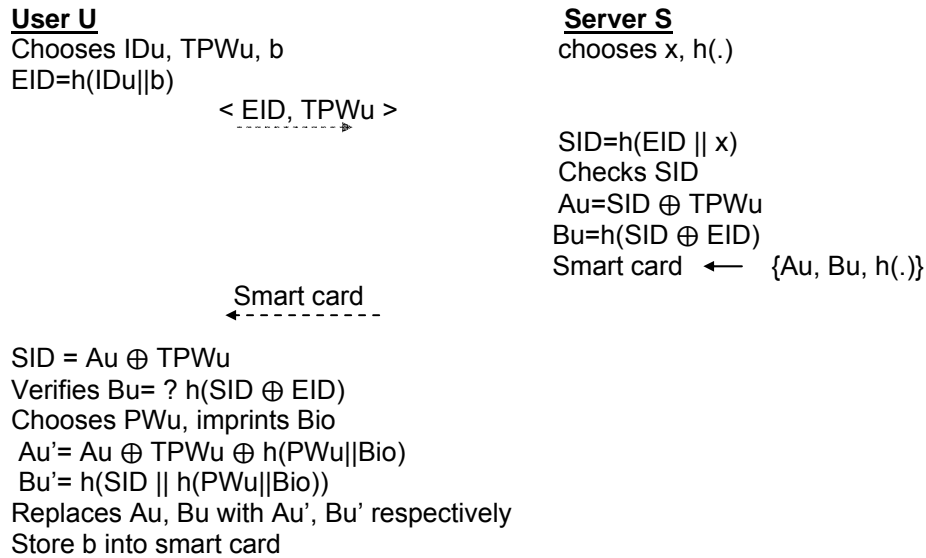 User U
Server S
Chooses IDu, TPWu, b
chooses x, h(.)
EID=h(IDu||b)
< EID, TPWu >
SID=h(EID || x)
Checks SID
Au=SID ⊕ TPWu
Bu=h(SID ⊕ EID)
Smart card ← {Au, Bu, h(.)}
Smart card
SID = Au ⊕ TPWu
Verifies Bu= ? h(SID ⊕ EID)
Chooses PWu, imprints Bio
Au’= Au ⊕ TPWu ⊕ h(PWu||Bio)
Bu’= h(SID || h(PWu||Bio))
Replaces Au, Bu with Au’, Bu’ respectively
Store b into smart card